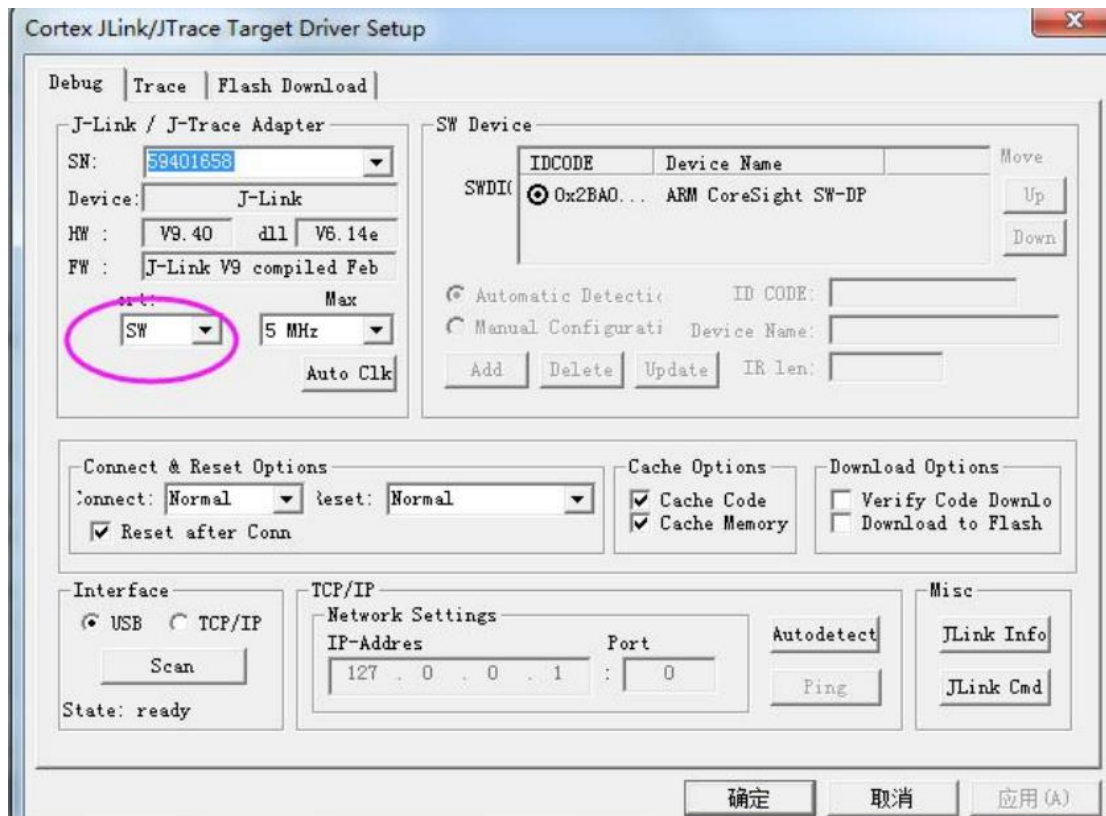 Cortex JLink/JTrace Target Driver Setup
Debug Trace Flash Download
J-Link / J-Trace Adapter
SN: 59401658
Device: J-Link
HW : V9.40 dll V6.14e
FW : J-Link V9 compiled Feb
ort: Max
SW 5 MHz
Auto Clk
SW Device
IDCODE Device Name
SWDI( 0x2BA0... ARM CoreSight SW-DP
Move
Up
Down
Automatic Detectic ID CODE:
Manual Configurati Device Name:
Add Delete Update IR len:
Connect & Reset Options
onnect: Normal Reset: Normal
Reset after Conn
Cache Options
Cache Code
Cache Memory
Download Options
Verify Code Downlo
Download to Flash
Interface
USB TCP/IP
Scan
State: ready
TCP/IP
Network Settings
IP-Addres Port
127 . 0 . 0 . 1 : 0
Autodetect
Ping
Misc
JLink Info
JLink Cmd
确定 取消 应用(A)